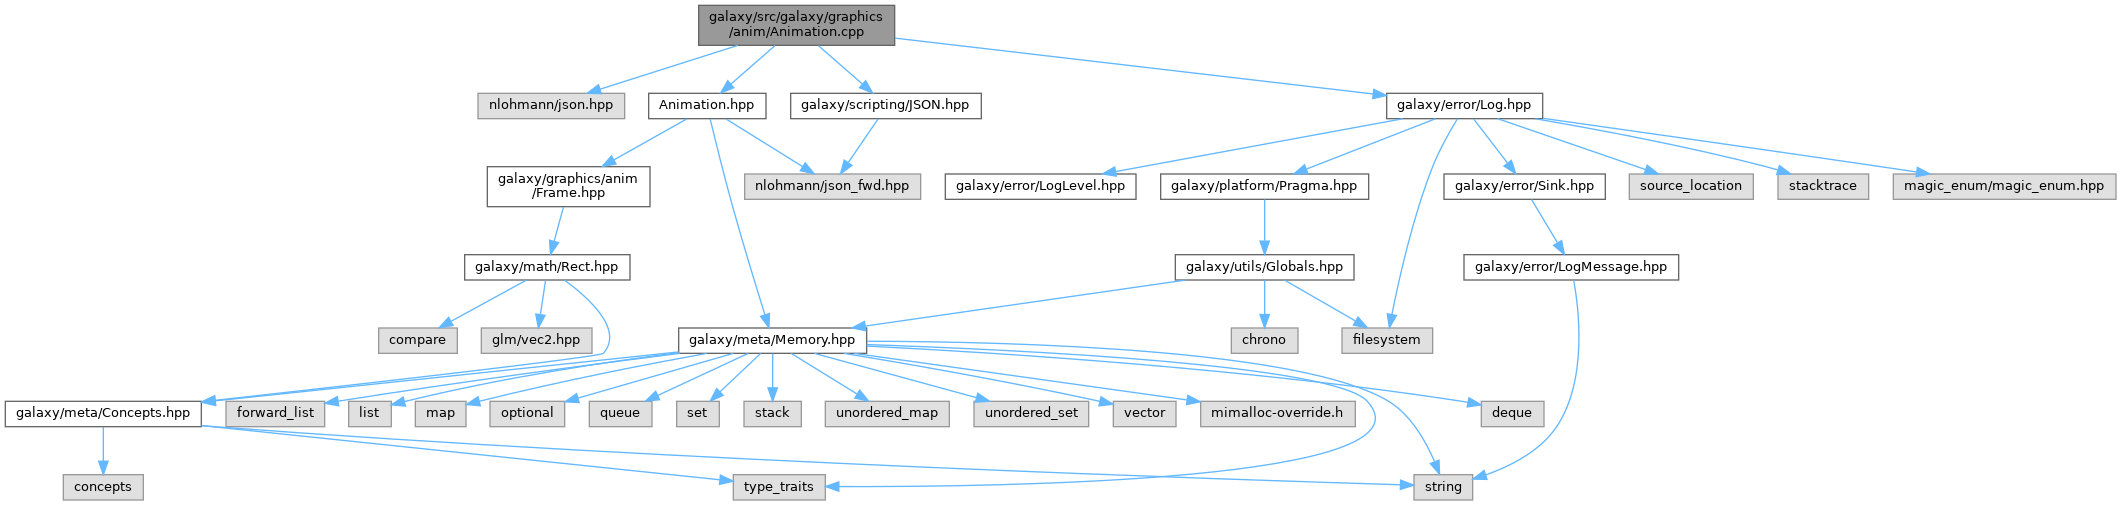 galaxy/src/galaxy/graphics
/anim/Animation.cpp
nlohmann/json.hpp
Animation.hpp
galaxy/scripting/JSON.hpp
galaxy/error/Log.hpp
galaxy/graphics/anim
/Frame.hpp
nlohmann/json_fwd.hpp
galaxy/error/LogLevel.hpp
galaxy/platform/Pragma.hpp
galaxy/error/Sink.hpp
source_location
stacktrace
magic_enum/magic_enum.hpp
galaxy/math/Rect.hpp
galaxy/utils/Globals.hpp
galaxy/error/LogMessage.hpp
compare
glm/vec2.hpp
galaxy/meta/Memory.hpp
chrono
filesystem
galaxy/meta/Concepts.hpp
forward_list
list
map
optional
queue
set
stack
unordered_map
unordered_set
vector
mimalloc-override.h
deque
concepts
type_traits
string